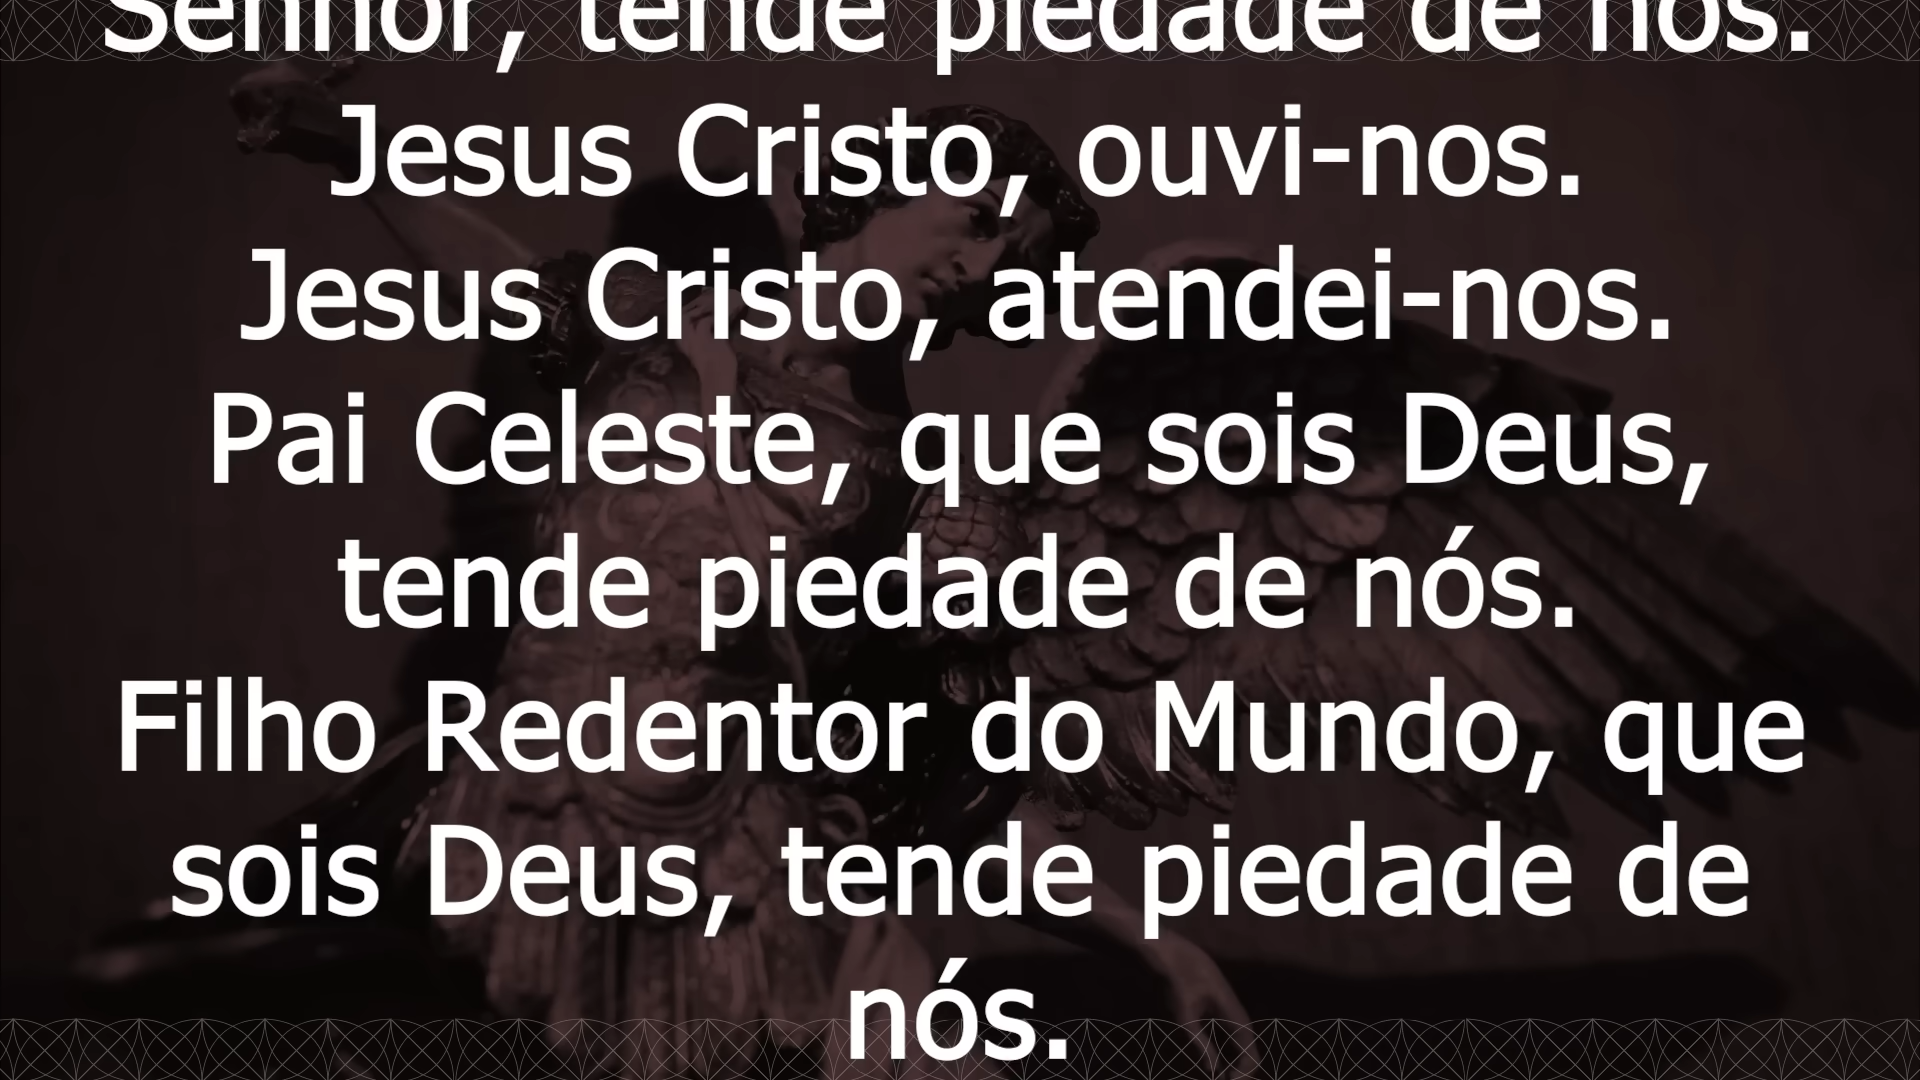 Senhor, tende piedade de nós.
Jesus Cristo, ouvi-nos.
Jesus Cristo, atendei-nos.
Pai Celeste, que sois Deus,
tende piedade de nós.
Filho Redentor do Mundo, que
sois Deus, tende piedade de
nós.